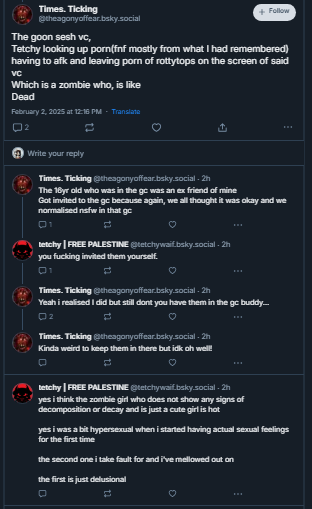 Times. Ticking
@theagonyoffear.bsky.social
+ Follow
The goon sesh vc,
Tetchy looking up porn(fnf mostly from what I had remembered)
having to afk and leaving porn of rottytops on the screen of said
vc
Which is a zombie who, is like
Dead
February 2, 2025 at 12:16 PM · Translate
2
Write your reply
Times. Ticking @theagonyoffear.bsky.social · 2h
The 16yr old who was in the gc was an ex friend of mine
Got invited to the gc because again, we all thought it was okay and we
normalised nsfw in that gc
1
tetchy | FREE PALESTINE @tetchywaif.bsky.social · 2h
you fucking invited them yourself.
1
Times. Ticking @theagonyoffear.bsky.social · 2h
Yeah i realised I did but still dont you have them in the gc buddy...
2
Times. Ticking @theagonyoffear.bsky.social · 2h
Kinda weird to keep them in there but idk oh well!
tetchy | FREE PALESTINE @tetchywaif.bsky.social · 2h
yes i think the zombie girl who does not show any signs of
decomposition or decay and is just a cute girl is hot
yes i was a bit hypersexual when i started having actual sexual feelings
for the first time
the second one i take fault for and i've mellowed out on
the first is just delusional